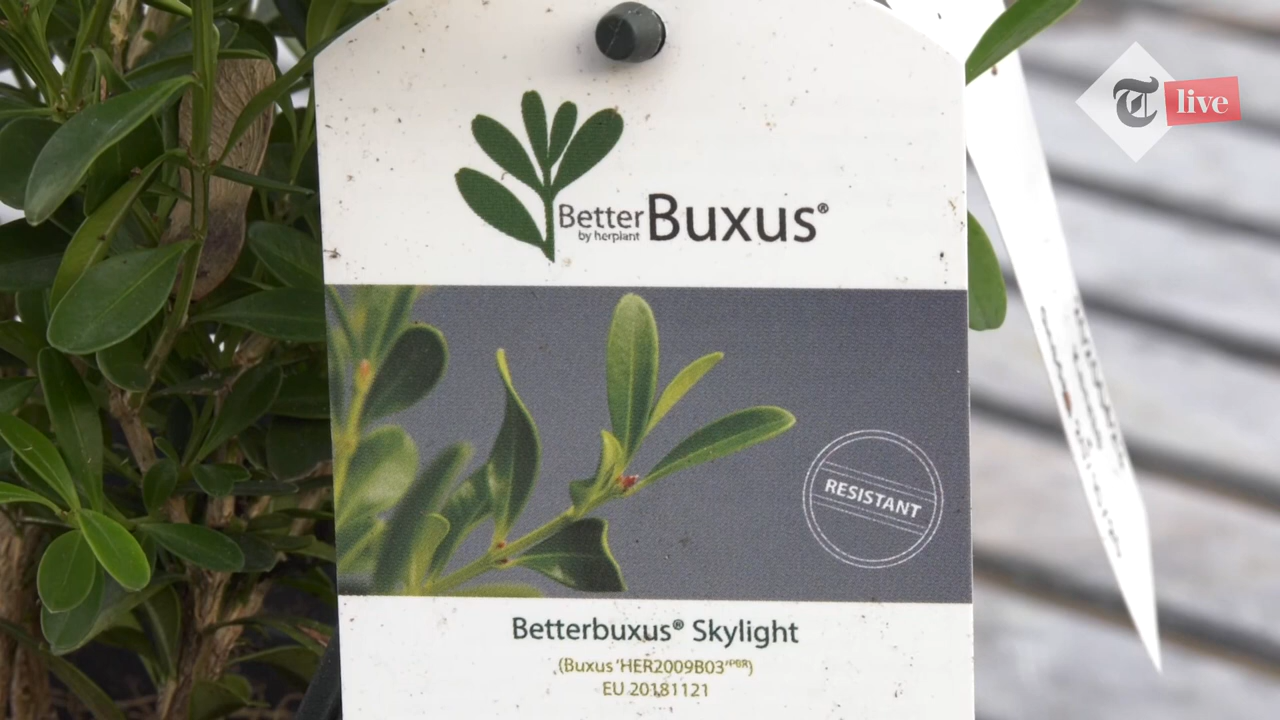 T live
Better Buxus®
by herplant
RESISTANT
Betterbuxus® Skylight
(Buxus 'HER2009B03'PBR)
EU 20181121